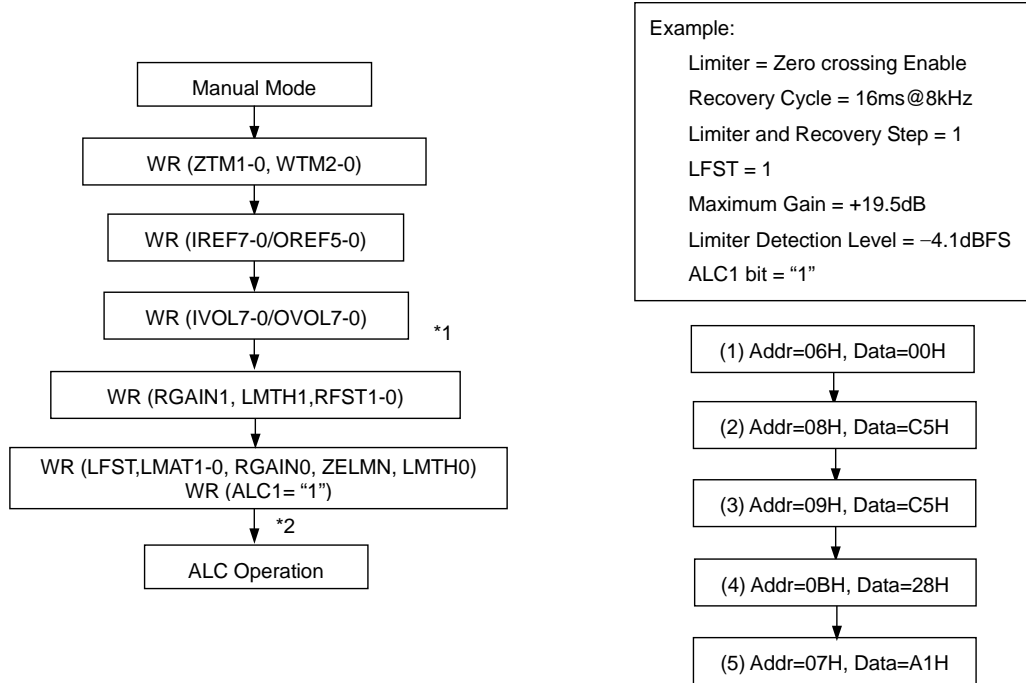 Manual Mode
WR (ZTM1-0, WTM2-0)
WR (IREF7-0/OREF5-0)
WR (IVOL7-0/OVOL7-0)
*1
WR (RGAIN1, LMTH1,RFST1-0)
WR (LFST,LMAT1-0, RGAIN0, ZELMN, LMTH0)
WR (ALC1= “1”)
*2
ALC Operation
Example:
Limiter = Zero crossing Enable
Recovery Cycle = 16ms@8kHz
Limiter and Recovery Step = 1
LFST = 1
Maximum Gain = +19.5dB
Limiter Detection Level = −4.1dBFS
ALC1 bit = “1”
(1) Addr=06H, Data=00H
(2) Addr=08H, Data=C5H
(3) Addr=09H, Data=C5H
(4) Addr=0BH, Data=28H
(5) Addr=07H, Data=A1H